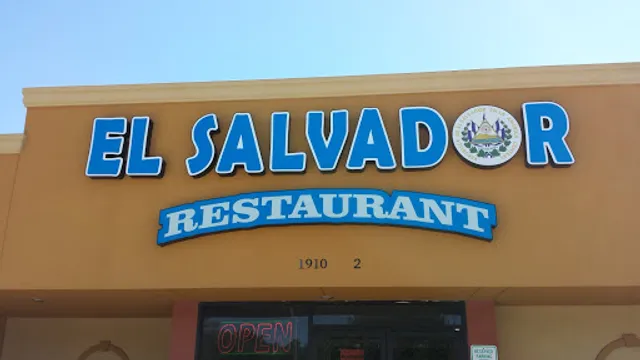 EL SALVADOR
RESTAURANT
1910 2
OPEN